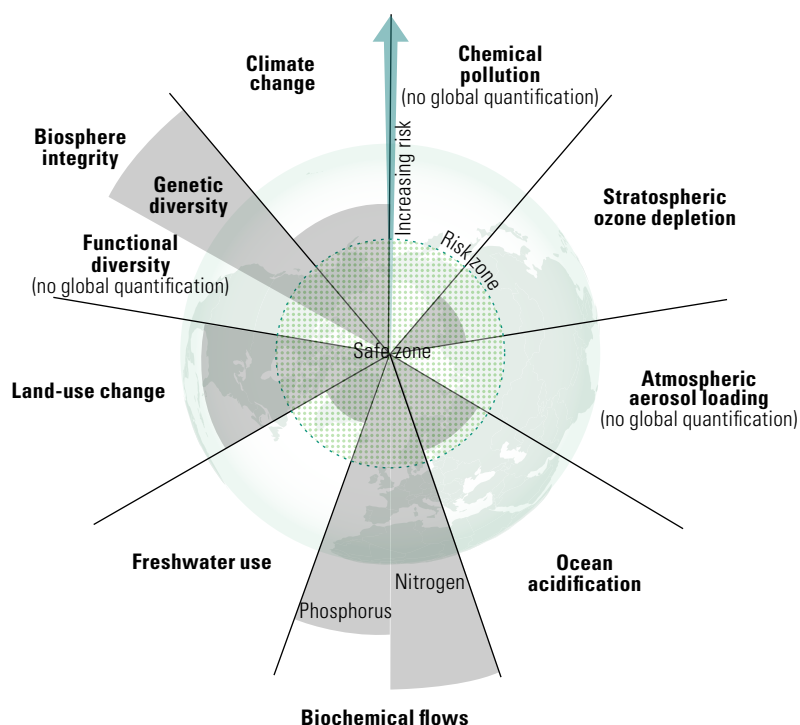 Climate
change
Chemical
pollution
(no global quantification)
Increasing risk
Biosphere
integrity
Genetic
diversity
Functional
diversity
(no global quantification)
Stratospheric
ozone depletion
Risk zone
Safe zone
Land-use change
Atmospheric
aerosol loading
(no global quantification)
Freshwater use
Ocean
acidification
Nitrogen
Phosphorus
Biochemical flows